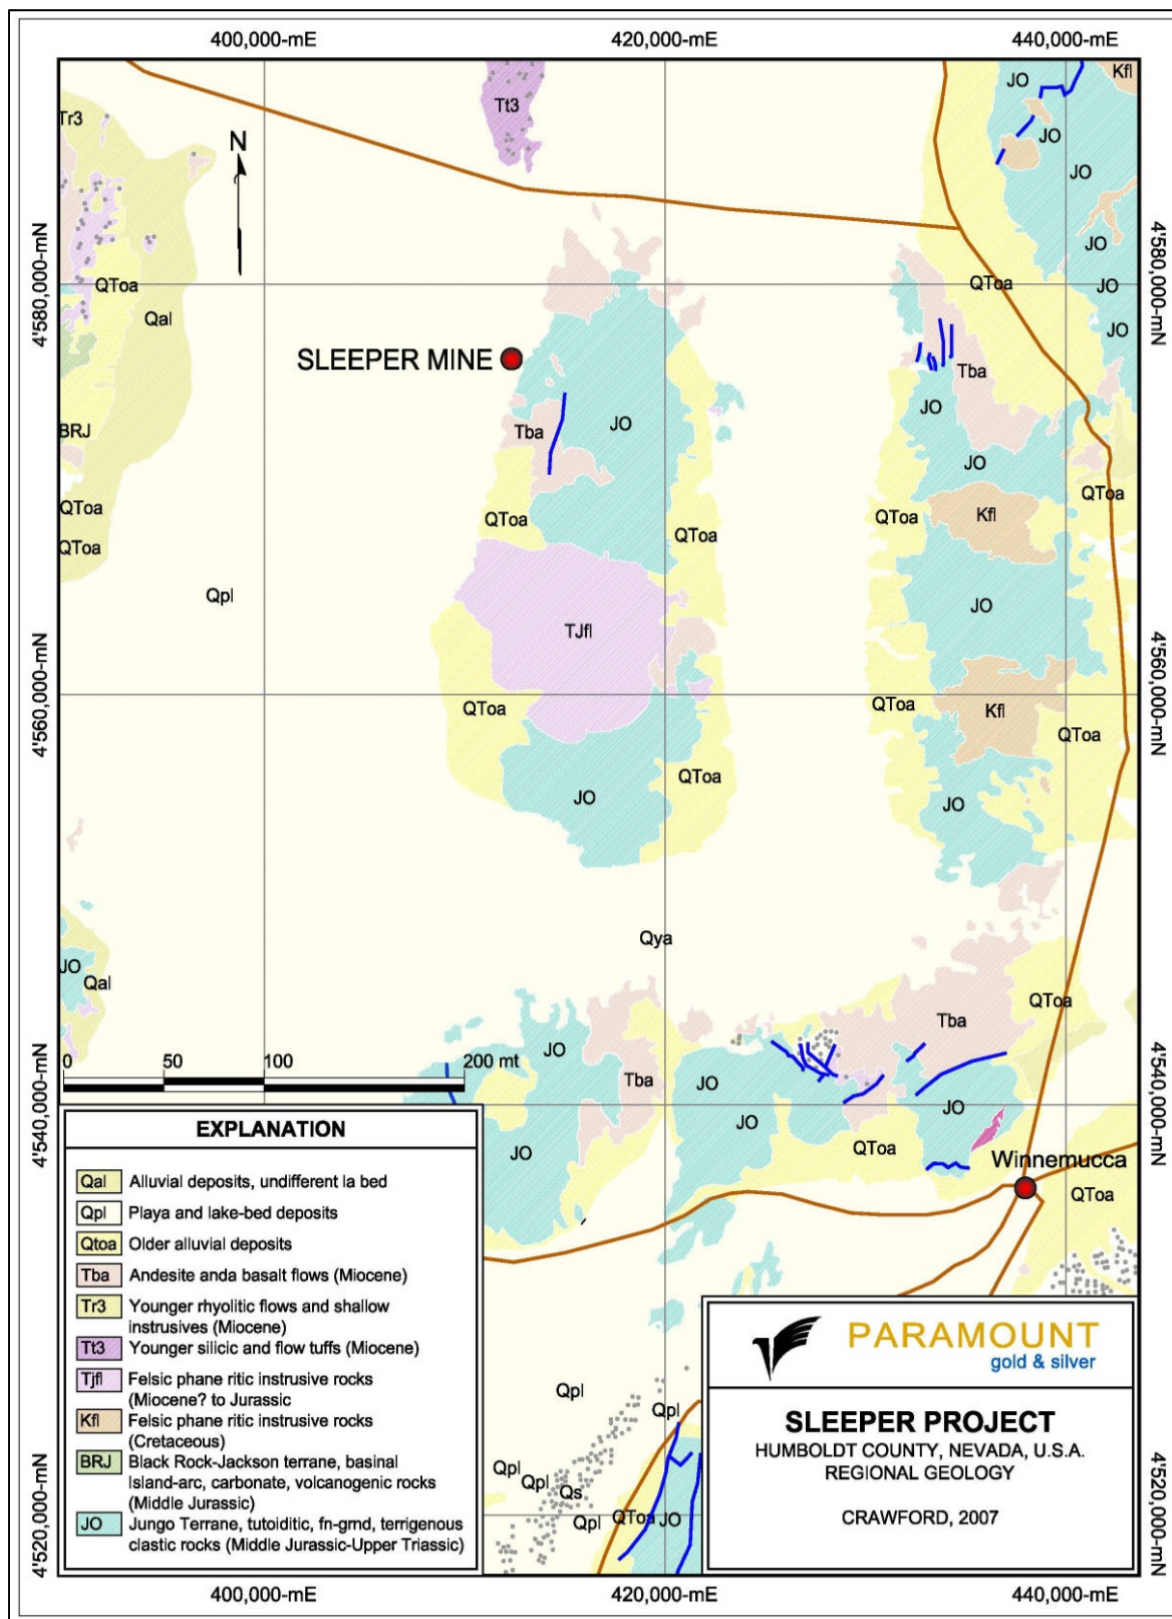 400,000-mE 420,000-mE 440,000-mE
Kfl
JO
Tt3
Tr3
JO
N
JO
JO
4'580,000-mN
4'580,000-mN
QToa
QToa
JO
Qal
JO
SLEEPER MINE
Tba
JO
Tba
JO
BRJ
JO
QToa
QToa
QToa
QToa
Kfl
QToa
QToa
Qpl
JO
TJfl
4'560,000-mN
4'560,000-mN
QToa
QToa
Kfl
QToa
QToa
JO
JO
Qya
JO
Qal
QToa
Tba
JO
0 50 100 200 mt
Tba
JO
JO
4'540,000-mN
4'540,000-mN
JO
QToa
JO
Winnemucca
QToa
EXPLANATION
Qal Alluvial deposits, undifferent la bed
Qpl Playa and lake-bed deposits
Qtoa Older alluvial deposits
Tba Andesite anda basalt flows (Miocene)
Tr3 Younger rhyolitic flows and shallow
instrusives (Miocene)
Tt3 Younger silicic and flow tuffs (Miocene)
Tjfl Felsic phane ritic instrusive rocks
(Miocene? to Jurassic
Kfl Felsic phane ritic instrusive rocks
(Cretaceous)
BRJ Black Rock-Jackson terrane, basinal
Island-arc, carbonate, volcanogenic rocks
(Middle Jurassic)
JO Jungo Terrane, tutoiditic, fn-grnd, terrigenous
clastic rocks (Middle Jurassic-Upper Triassic)
Qpl
Qpl
Qpl
Qpl
Qs
Qpl
QToa
JO
4'520,000-mN
4'520,000-mN
PARAMOUNT
gold & silver
SLEEPER PROJECT
HUMBOLDT COUNTY, NEVADA, U.S.A.
REGIONAL GEOLOGY
CRAWFORD, 2007
400,000-mE 420,000-mE 440,000-mE